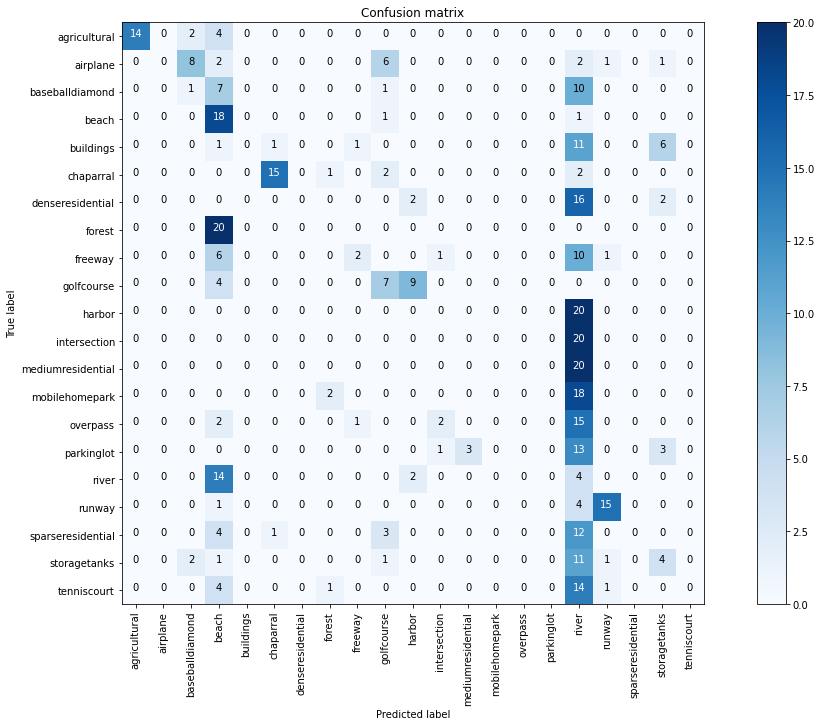 Confusion matrix
True label
agricultural 14 0 2 4 0 0 0 0 0 0 0 0 0 0 0 0 0 0 0 0 0
airplane 0 0 8 2 0 0 0 0 0 6 0 0 0 0 0 0 2 1 0 1 0
baseballdiamond 0 0 1 7 0 0 0 0 0 1 0 0 0 0 0 0 10 0 0 0 0
beach 0 0 0 18 0 0 0 0 0 1 0 0 0 0 0 0 1 0 0 0 0
buildings 0 0 0 1 0 1 0 0 1 0 0 0 0 0 0 0 11 0 0 6 0
chaparral 0 0 0 0 0 15 0 1 0 2 0 0 0 0 0 0 2 0 0 0 0
denseresidential 0 0 0 0 0 0 0 0 0 0 2 0 0 0 0 0 16 0 0 2 0
forest 0 0 0 20 0 0 0 0 0 0 0 0 0 0 0 0 0 0 0 0 0
freeway 0 0 0 6 0 0 0 0 2 0 0 1 0 0 0 0 10 1 0 0 0
golfcourse 0 0 0 4 0 0 0 0 0 7 9 0 0 0 0 0 0 0 0 0 0
harbor 0 0 0 0 0 0 0 0 0 0 0 0 0 0 0 0 20 0 0 0 0
intersection 0 0 0 0 0 0 0 0 0 0 0 0 0 0 0 0 20 0 0 0 0
mediumresidential 0 0 0 0 0 0 0 0 0 0 0 0 0 0 0 0 20 0 0 0 0
mobilehomepark 0 0 0 0 0 0 0 2 0 0 0 0 0 0 0 0 18 0 0 0 0
overpass 0 0 0 2 0 0 0 0 1 0 0 2 0 0 0 0 15 0 0 0 0
parkinglot 0 0 0 0 0 0 0 0 0 0 0 1 3 0 0 0 13 0 0 3 0
river 0 0 0 14 0 0 0 0 0 0 2 0 0 0 0 0 4 0 0 0 0
runway 0 0 0 1 0 0 0 0 0 0 0 0 0 0 0 0 4 15 0 0 0
sparseresidential 0 0 0 4 0 1 0 0 0 3 0 0 0 0 0 0 12 0 0 0 0
storagetanks 0 0 2 1 0 0 0 0 0 1 0 0 0 0 0 0 11 1 0 4 0
tenniscourt 0 0 0 4 0 0 0 1 0 0 0 0 0 0 0 0 14 1 0 0 0
agricultural
airplane
baseballdiamond
beach
buildings
chaparral
denseresidential
forest
freeway
golfcourse
harbor
intersection
mediumresidential
mobilehomepark
overpass
parkinglot
river
runway
sparseresidential
storagetanks
tenniscourt
Predicted label
20.0
17.5
15.0
12.5
10.0
7.5
5.0
2.5
0.0